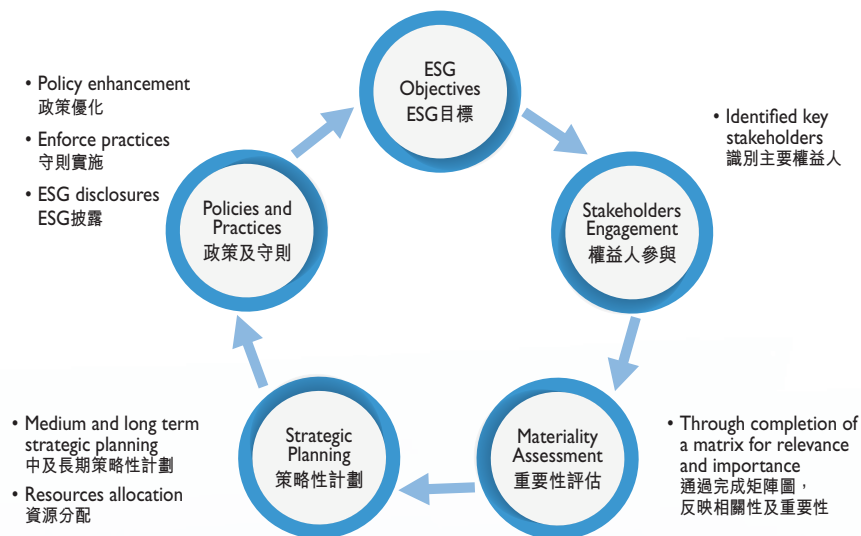 ESG
Objectives
ESG目標
• Identified key
stakeholders
識別主要權益人
Stakeholders
Engagement
權益人參與
• Through completion of
a matrix for relevance
and importance
通過完成矩陣圖，
反映相關性及重要性
Materiality
Assessment
重要性評估
Strategic
Planning
策略性計劃
• Medium and long term
strategic planning
中及長期策略性計劃
• Resources allocation
資源分配
Policies and
Practices
政策及守則
• Policy enhancement
政策優化
• Enforce practices
守則實施
• ESG disclosures
ESG披露